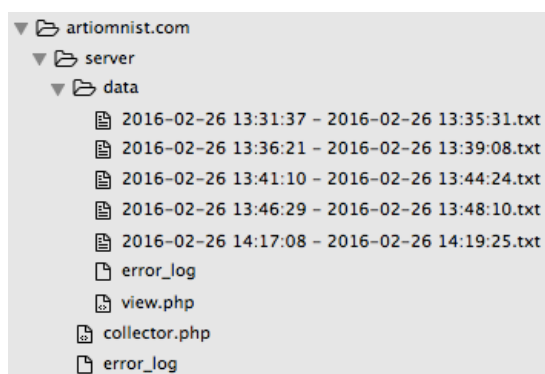 artiomnist.com
server
data
2016-02-26 13:31:37 - 2016-02-26 13:35:31.txt
2016-02-26 13:36:21 - 2016-02-26 13:39:08.txt
2016-02-26 13:41:10 - 2016-02-26 13:44:24.txt
2016-02-26 13:46:29 - 2016-02-26 13:48:10.txt
2016-02-26 14:17:08 - 2016-02-26 14:19:25.txt
error_log
view.php
collector.php
error_log